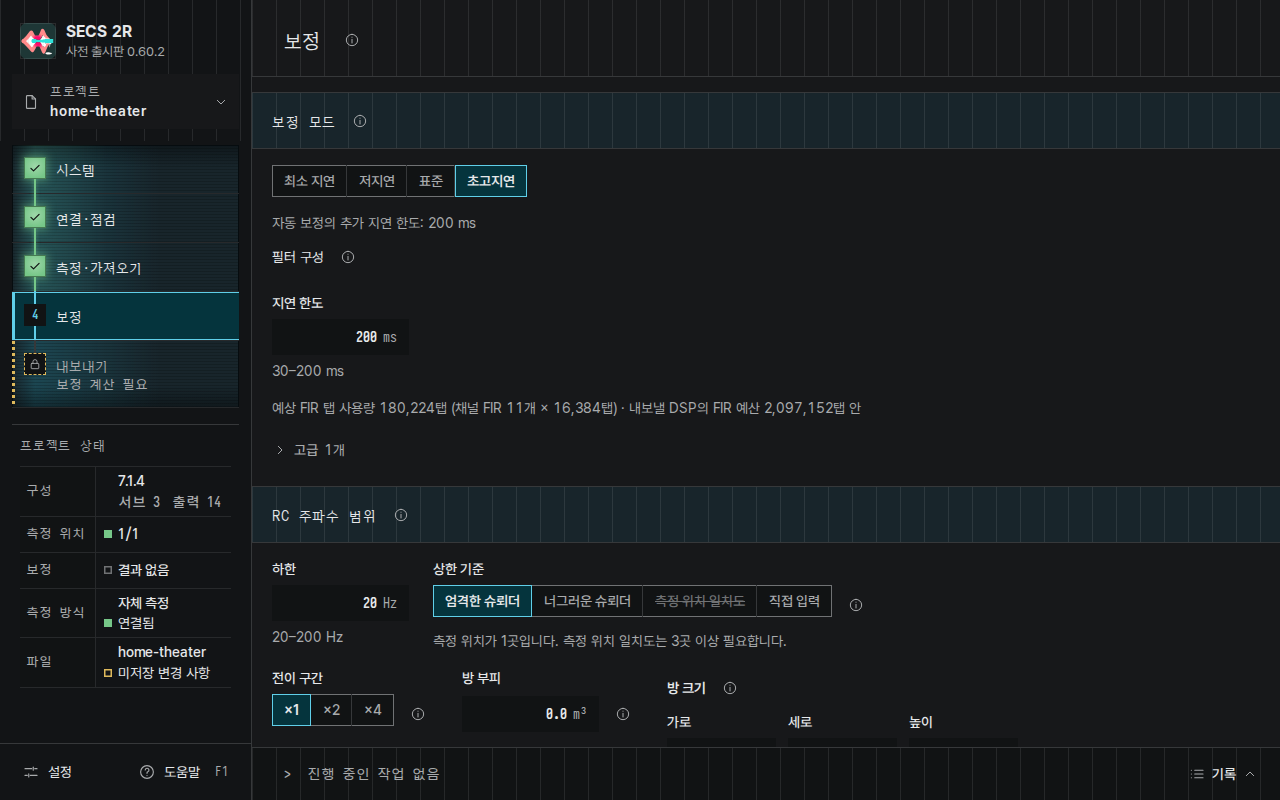 SECS 2R
사전 출시판 0.60.2
프로젝트
home-theater
시스템
연결·점검
측정·가져오기
4
보정
내보내기
보정 계산 필요
프로젝트 상태
구성
7.1.4
서브 3 출력 14
측정 위치
1/1
보정
결과 없음
측정 방식
자체 측정
연결됨
파일
home-theater
미저장 변경 사항
설정
도움말 F1
보정
보정 모드
최소 지연 저지연 표준 초고지연
자동 보정의 추가 지연 한도: 200 ms
필터 구성
지연 한도
200 ms
30–200 ms
예상 FIR 탭 사용량 180,224탭 (채널 FIR 11개 × 16,384탭) · 내보낼 DSP의 FIR 예산 2,097,152탭 안
고급 1개
RC 주파수 범위
하한
20 Hz
20–200 Hz
상한 기준
엄격한 슈뢰더 너그러운 슈뢰더 측정 위치 일치도 직접 입력
측정 위치가 1곳입니다. 측정 위치 일치도는 3곳 이상 필요합니다.
전이 구간
×1 ×2 ×4
방 부피
0.0 m³
방 크기
가로 세로 높이
> 진행 중인 작업 없음
기록